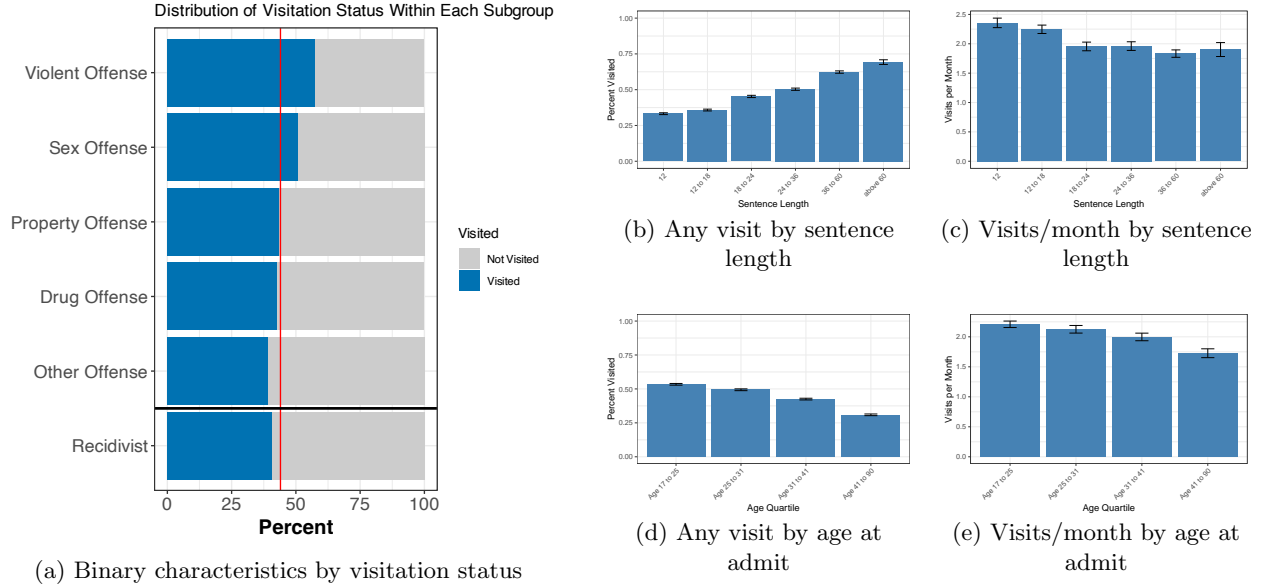 Distribution of Visitation Status Within Each Subgroup
Violent Offense
Sex Offense
Property Offense
Drug Offense
Other Offense
Recidivist
0
25
50
75
100
Percent
Visited
Not Visited
Visited
(a) Binary characteristics by visitation status
Percent Visited
1.00
0.75
0.50
0.25
0.00
12
12 to 18
18 to 24
24 to 36
36 to 60
above 60
Sentence Length
(b) Any visit by sentence
length
Visits per Month
2.5
2.0
1.5
1.0
0.5
0.0
12
12 to 18
18 to 24
24 to 36
36 to 60
above 60
Sentence Length
(c) Visits/month by sentence
length
Percent Visited
1.00
0.75
0.50
0.25
0.00
Age 17 to 25
Age 25 to 31
Age 31 to 41
Age 41 to 90
Age Quartile
(d) Any visit by age at
admit
Visits per Month
2.0
1.5
1.0
0.5
0.0
Age 17 to 25
Age 25 to 31
Age 31 to 41
Age 41 to 90
Age Quartile
(e) Visits/month by age at
admit